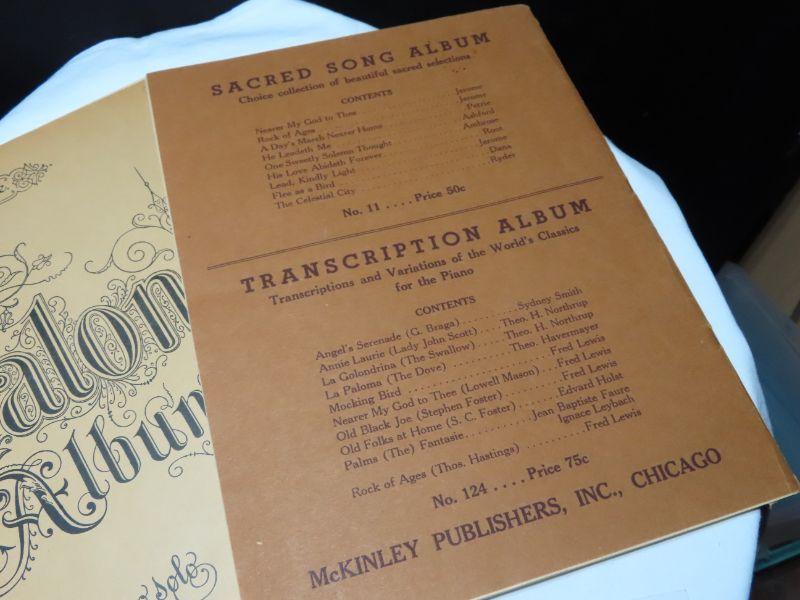 SACRED SONG ALBUM
Choice collection of beautiful sacred selections
CONTENTS
Nearer My God to Thee . . . . Jerome
Rock of Ages . . . . Jerome
A Day's March Nearer Home . . . . Petrie
He Leadeth Me . . . . Ashford
One Sweetly Solemn Thought . . . . Ambrose
His Love Abideth Forever . . . . Root
Lead, Kindly Light . . . . Jerome
Flee as a Bird . . . . Dana
The Celestial City . . . . Ryder
No. 11 .... Price 50c
TRANSCRIPTION ALBUM
Transcriptions and Variations of the World's Classics
for the Piano
CONTENTS
Angel's Serenade (G. Braga) . . . . Sydney Smith
Annie Laurie (Lady John Scott) . . . . Theo. H. Northrup
La Golondrina (The Swallow) . . . . Theo. H. Northrup
La Paloma (The Dove) . . . . Theo. Havermayer
Mocking Bird . . . . Fred Lewis
Nearer My God to Thee (Lowell Mason) . . . . Fred Lewis
Old Black Joe (Stephen Foster) . . . . Edvard Holst
Old Folks at Home (S. C. Foster) . . . . Jean Baptiste Faure
Palms (The) Fantasie . . . . Ignace Leybach
Rock of Ages (Thos. Hastings) . . . . Fred Lewis
No. 124 .... Price 75c
McKINLEY PUBLISHERS, INC., CHICAGO
alon
Album
solo